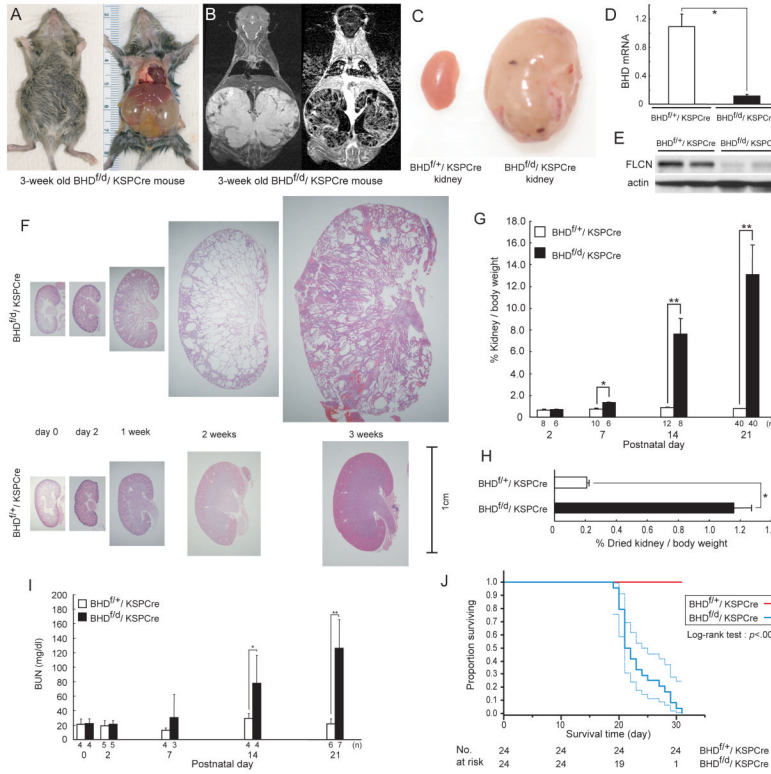 A
B
C
D
3-week old BHDf/d/ KSPCre mouse
3-week old BHDf/d/ KSPCre mouse
BHDf/+/ KSPCre
kidney
BHDf/d/ KSPCre
kidney
BHD mRNA
1.2
0.8
0.4
0
*
BHDf/+/ KSPCre
BHDf/d/ KSPCre
E
BHDf/+/ KSPCre
BHDf/d/ KSPCre
FLCN
actin
F
BHDf/d/ KSPCre
day 0
day 2
1 week
2 weeks
3 weeks
BHDf/+/ KSPCre
1cm
G
% Kidney / body weight
18.0
16.0
14.0
12.0
10.0
8.0
6.0
4.0
2.0
0
BHDf/+/ KSPCre
BHDf/d/ KSPCre
*
**
**
8 6 10 6 12 8 40 40 (n
2 7 14 21
Postnatal day
H
BHDf/+/ KSPCre
BHDf/d/ KSPCre
*
0 0.2 0.4 0.6 0.8 1.0 1.2 1.
% Dried kidney / body weight
I
BHDf/+/ KSPCre
BHDf/d/ KSPCre
BUN (mg/dl)
200
180
160
140
120
100
80
60
40
20
0
*
**
4 4 5 5 4 3 4 4 6 7 (n)
0 2 7 14 21
Postnatal day
J
Proportion surviving
1.0
0.9
0.8
0.7
0.6
0.5
0.4
0.3
0.2
0.1
0.0
BHDf/+/ KSPCre
BHDf/d/ KSPCre
Log-rank test : p<.00
0 10 20 30
Survival time (day)
No.
at risk
24 24 24 24 BHDf/+/ KSPCre
24 24 19 1 BHDf/d/ KSPCre